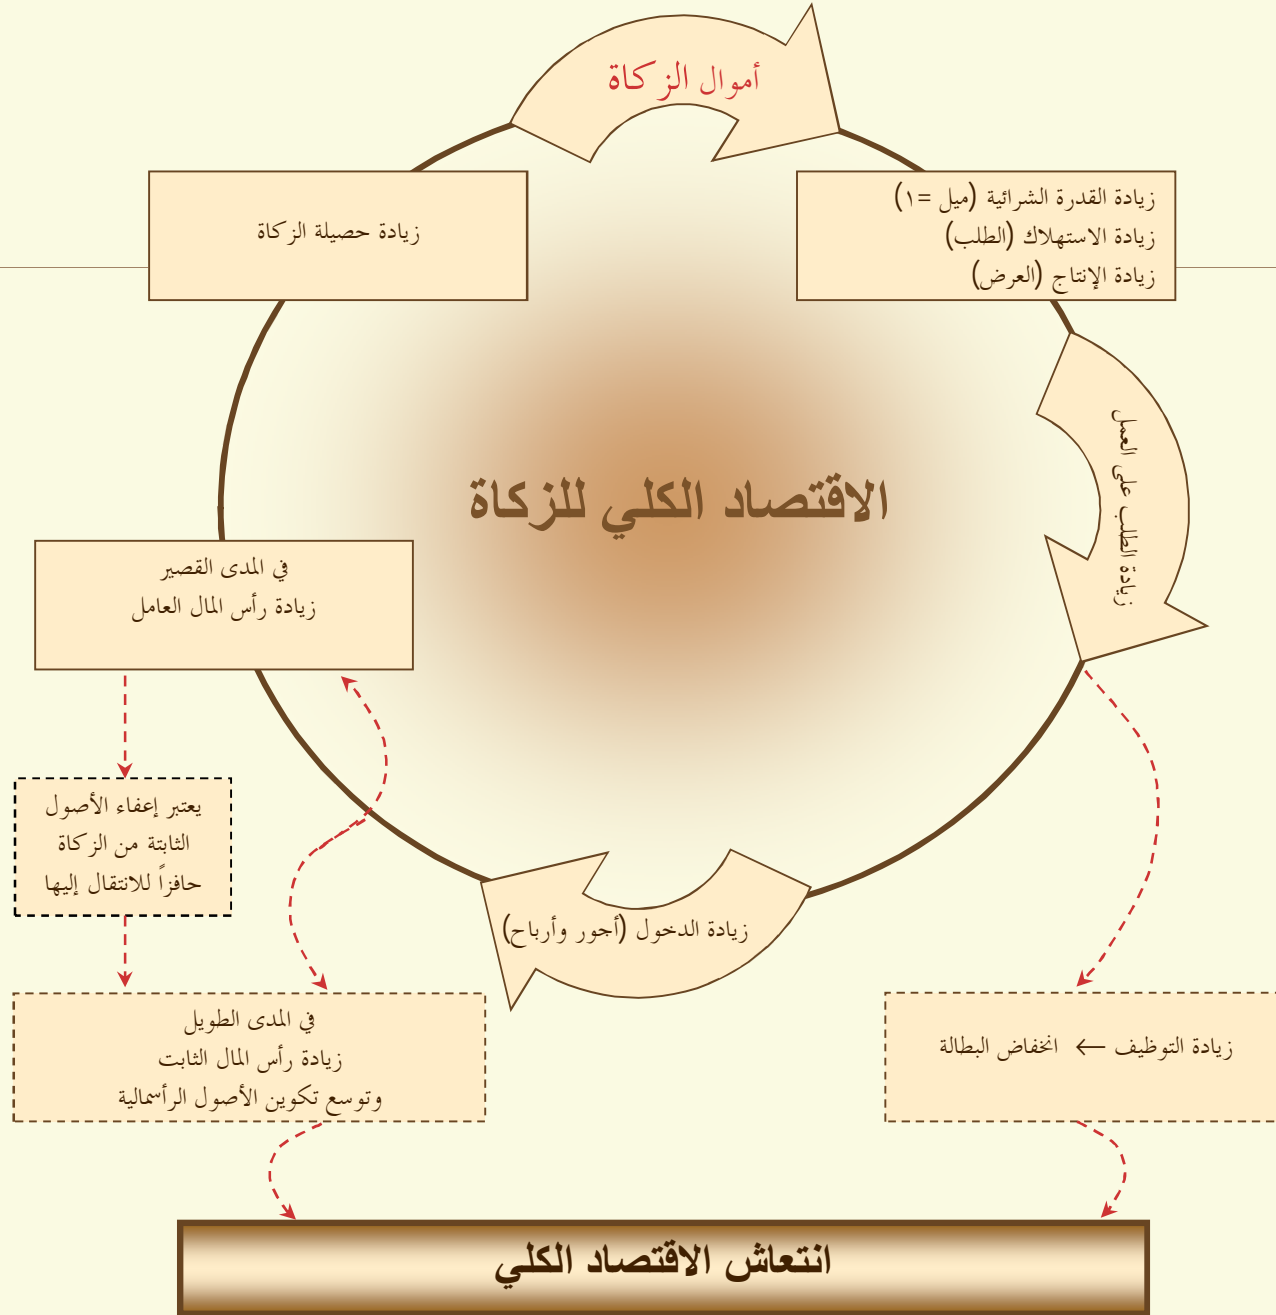 أموال الزكاة
زيادة القدرة الشرائية (ميل =١)
زيادة الاستهلاك (الطلب)
زيادة الإنتاج (العرض)
زيادة حصيلة الزكاة
زيادة الطلب على العمل
الاقتصاد الكلي للزكاة
في المدى القصير
زيادة رأس المال العامل
يعتبر إعفاء الأصول
الثابتة من الزكاة
حافزاً للانتقال إليها
زيادة الدخول (أجور وأرباح)
في المدى الطويل
زيادة رأس المال الثابت
وتوسع تكوين الأصول الرأسمالية
زيادة التوظيف ← انخفاض البطالة
انتعاش الاقتصاد الكلي